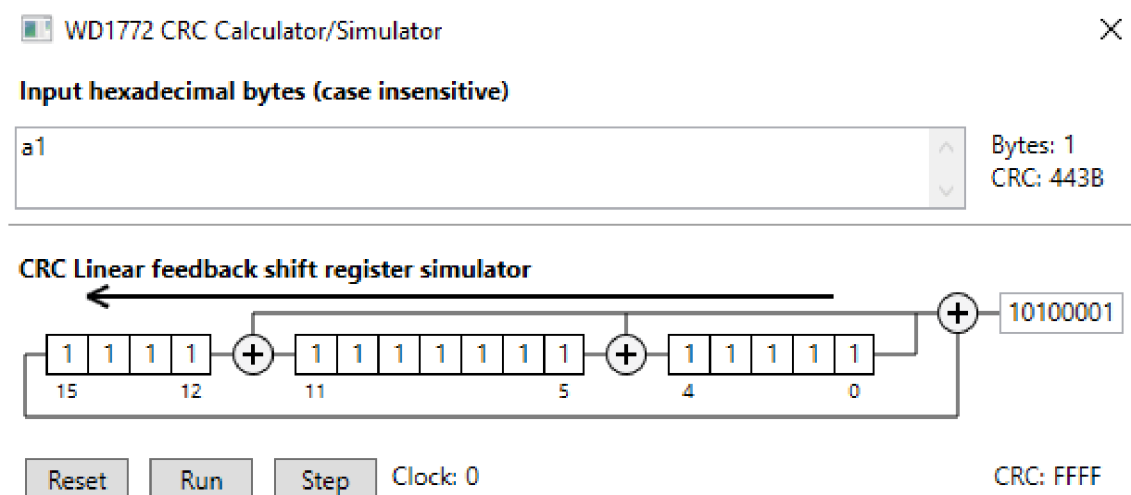 WD1772 CRC Calculator/Simulator
Input hexadecimal bytes (case insensitive)
a1
Bytes: 1
CRC: 443B
CRC Linear feedback shift register simulator
1 1 1 1 + 1 1 1 1 1 1 1 + 1 1 1 1 1 + 10100001
15 12 11 5 4 0
Reset Run Step Clock: 0 CRC: FFFF